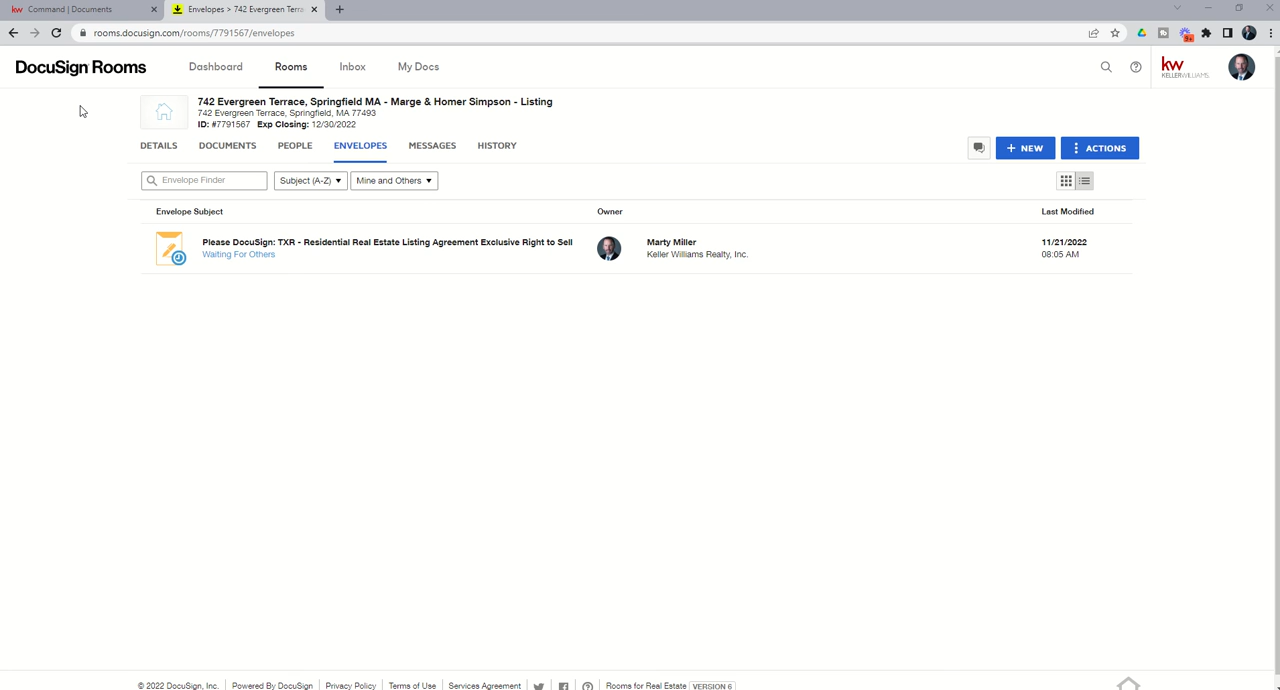 kw Command | Documents
Envelopes > 742 Evergreen Terra
rooms.docusign.com/rooms/7791567/envelopes
9+
DocuSign Rooms
Dashboard
Rooms
Inbox
My Docs
kw
KELLERWILLIAMS.
742 Evergreen Terrace, Springfield MA - Marge & Homer Simpson - Listing
742 Evergreen Terrace, Springfield, MA 77493
ID: #7791567 Exp Closing: 12/30/2022
DETAILS
DOCUMENTS
PEOPLE
ENVELOPES
MESSAGES
HISTORY
+ NEW
ACTIONS
Envelope Finder
Subject (A-Z)
Mine and Others
Envelope Subject
Owner
Last Modified
Please DocuSign: TXR - Residential Real Estate Listing Agreement Exclusive Right to Sell
Waiting For Others
Marty Miller
Keller Williams Realty, Inc.
11/21/2022
08:05 AM
© 2022 DocuSign, Inc.
Powered By DocuSign
Privacy Policy
Terms of Use
Services Agreement
Rooms for Real Estate
VERSION 6